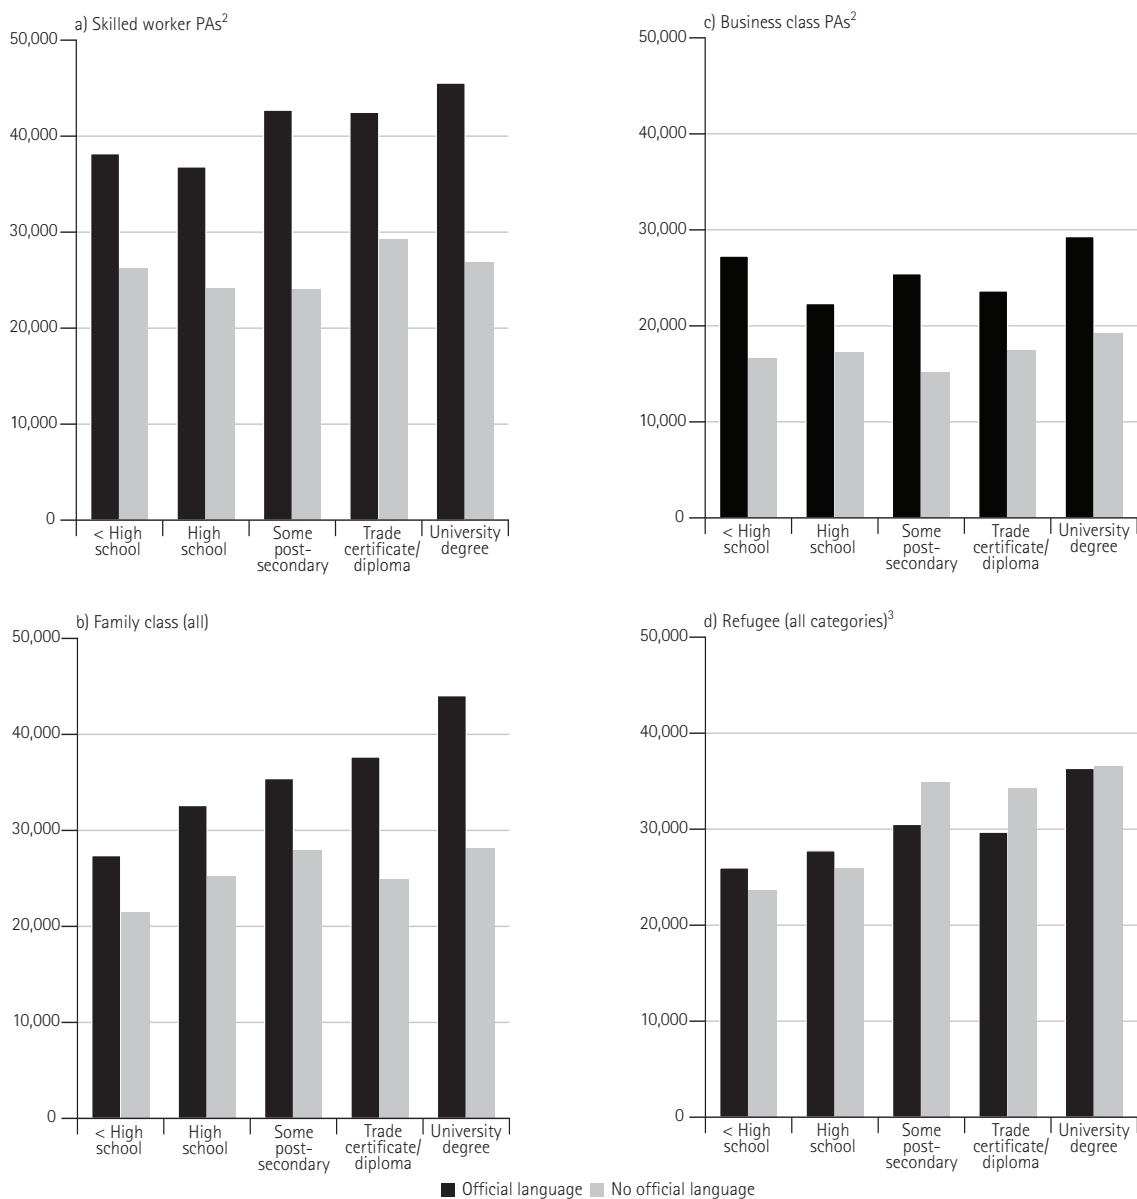 a) Skilled worker PAs2
50,000
40,000
30,000
20,000
10,000
0
< High
school
High
school
Some
post-
secondary
Trade
certificate/
diploma
University
degree
c) Business class PAs2
50,000
40,000
30,000
20,000
10,000
0
< High
school
High
school
Some
post-
secondary
Trade
certificate/
diploma
University
degree
b) Family class (all)
50,000
40,000
30,000
20,000
10,000
0
< High
school
High
school
Some
post-
secondary
Trade
certificate/
diploma
University
degree
d) Refugee (all categories)3
50,000
40,000
30,000
20,000
10,000
0
< High
school
High
school
Some
post-
secondary
Trade
certificate/
diploma
University
degree
Official language No official language